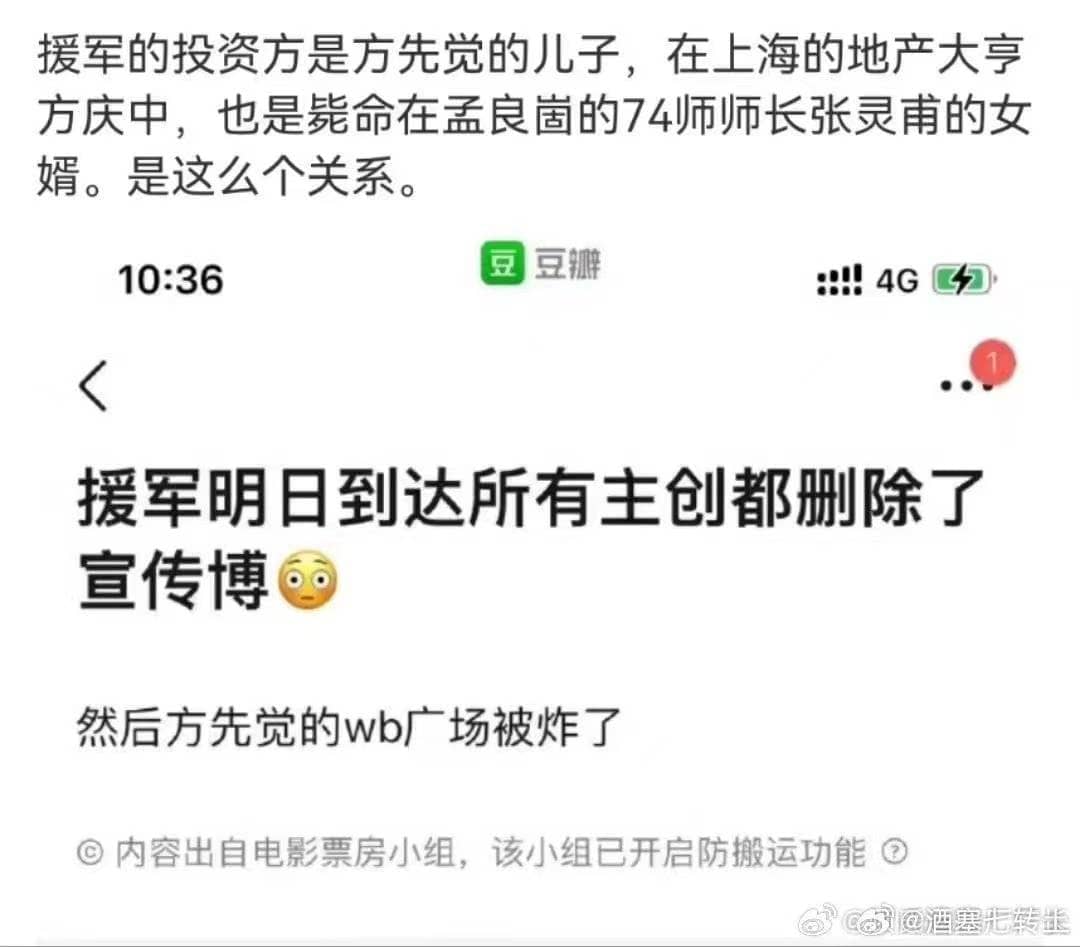 援军的投资方是方先觉的儿子，在上海的地产大亨
方庆中，也是毙命在孟良崮的74师师长张灵甫的女
婿。是这么个关系。
10:36
豆 豆瓣
4G
1
援军明日到达所有主创都删除了
宣传博😳
然后方先觉的wb广场被炸了
© 内容出自电影票房小组，该小组已开启防搬运功能 ?
@酒塞七转